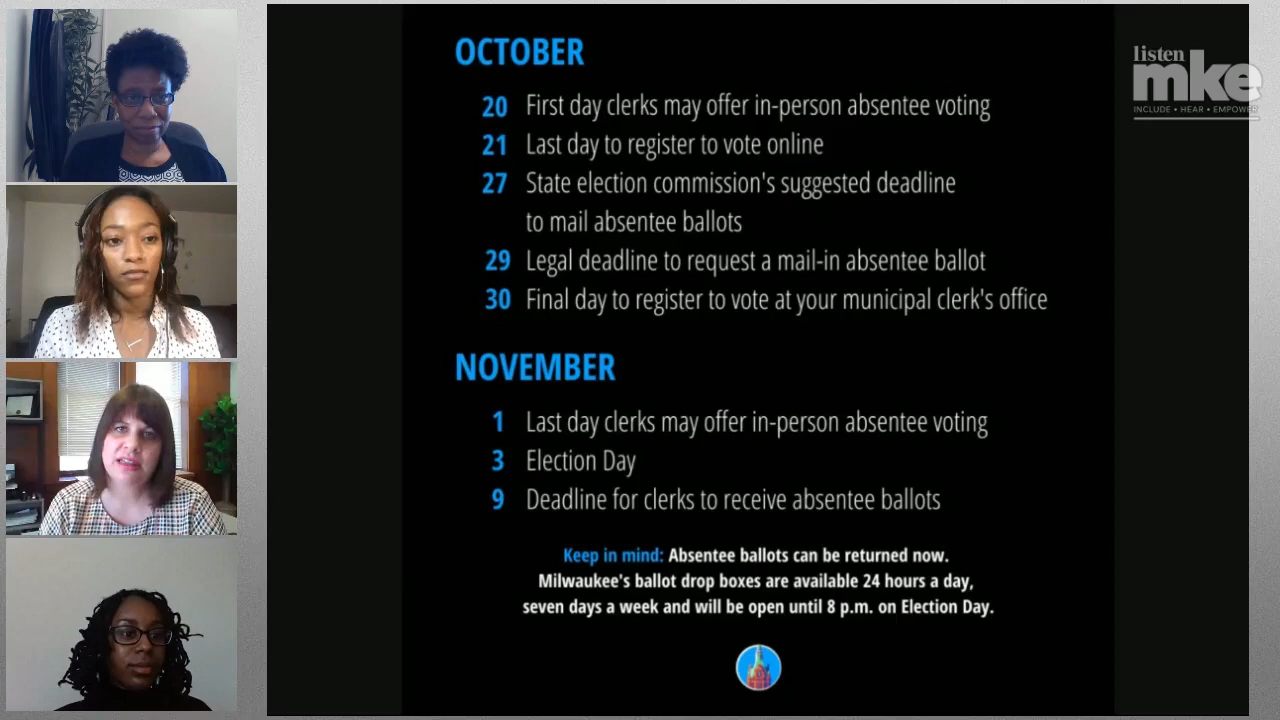 OCTOBER
20 First day clerks may offer in-person absentee voting
21 Last day to register to vote online
27 State election commission's suggested deadline
to mail absentee ballots
29 Legal deadline to request a mail-in absentee ballot
30 Final day to register to vote at your municipal clerk's office
NOVEMBER
1 Last day clerks may offer in-person absentee voting
3 Election Day
9 Deadline for clerks to receive absentee ballots
Keep in mind: Absentee ballots can be returned now.
Milwaukee's ballot drop boxes are available 24 hours a day,
seven days a week and will be open until 8 p.m. on Election Day.
listen
mke
INCLUDE • HEAR • EMPOWER